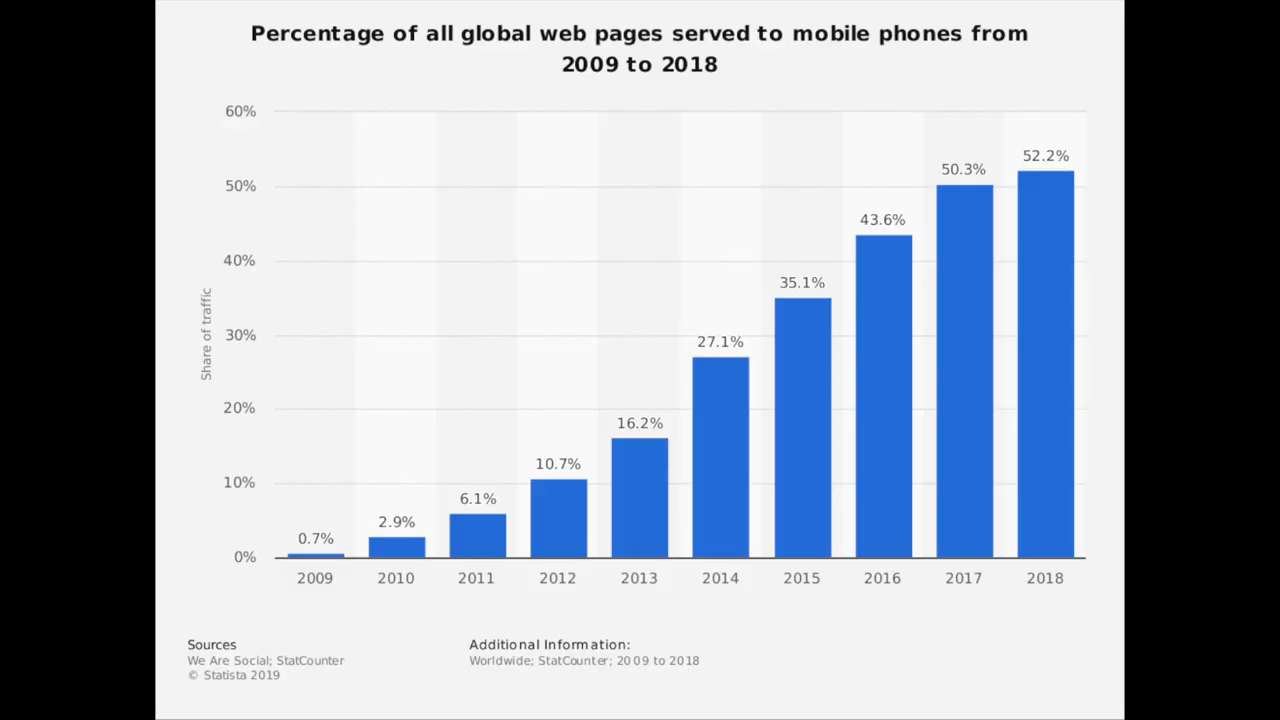 Percentage of all global web pages served to mobile phones from
2009 to 2018
60%
50%
40%
30%
20%
10%
0%
Share of traffic
0.7%
2.9%
6.1%
10.7%
16.2%
27.1%
35.1%
43.6%
50.3%
52.2%
2009 2010 2011 2012 2013 2014 2015 2016 2017 2018
Sources
We Are Social; StatCounter
© Statista 2019
Additional Information:
Worldwide; StatCounter; 2009 to 2018